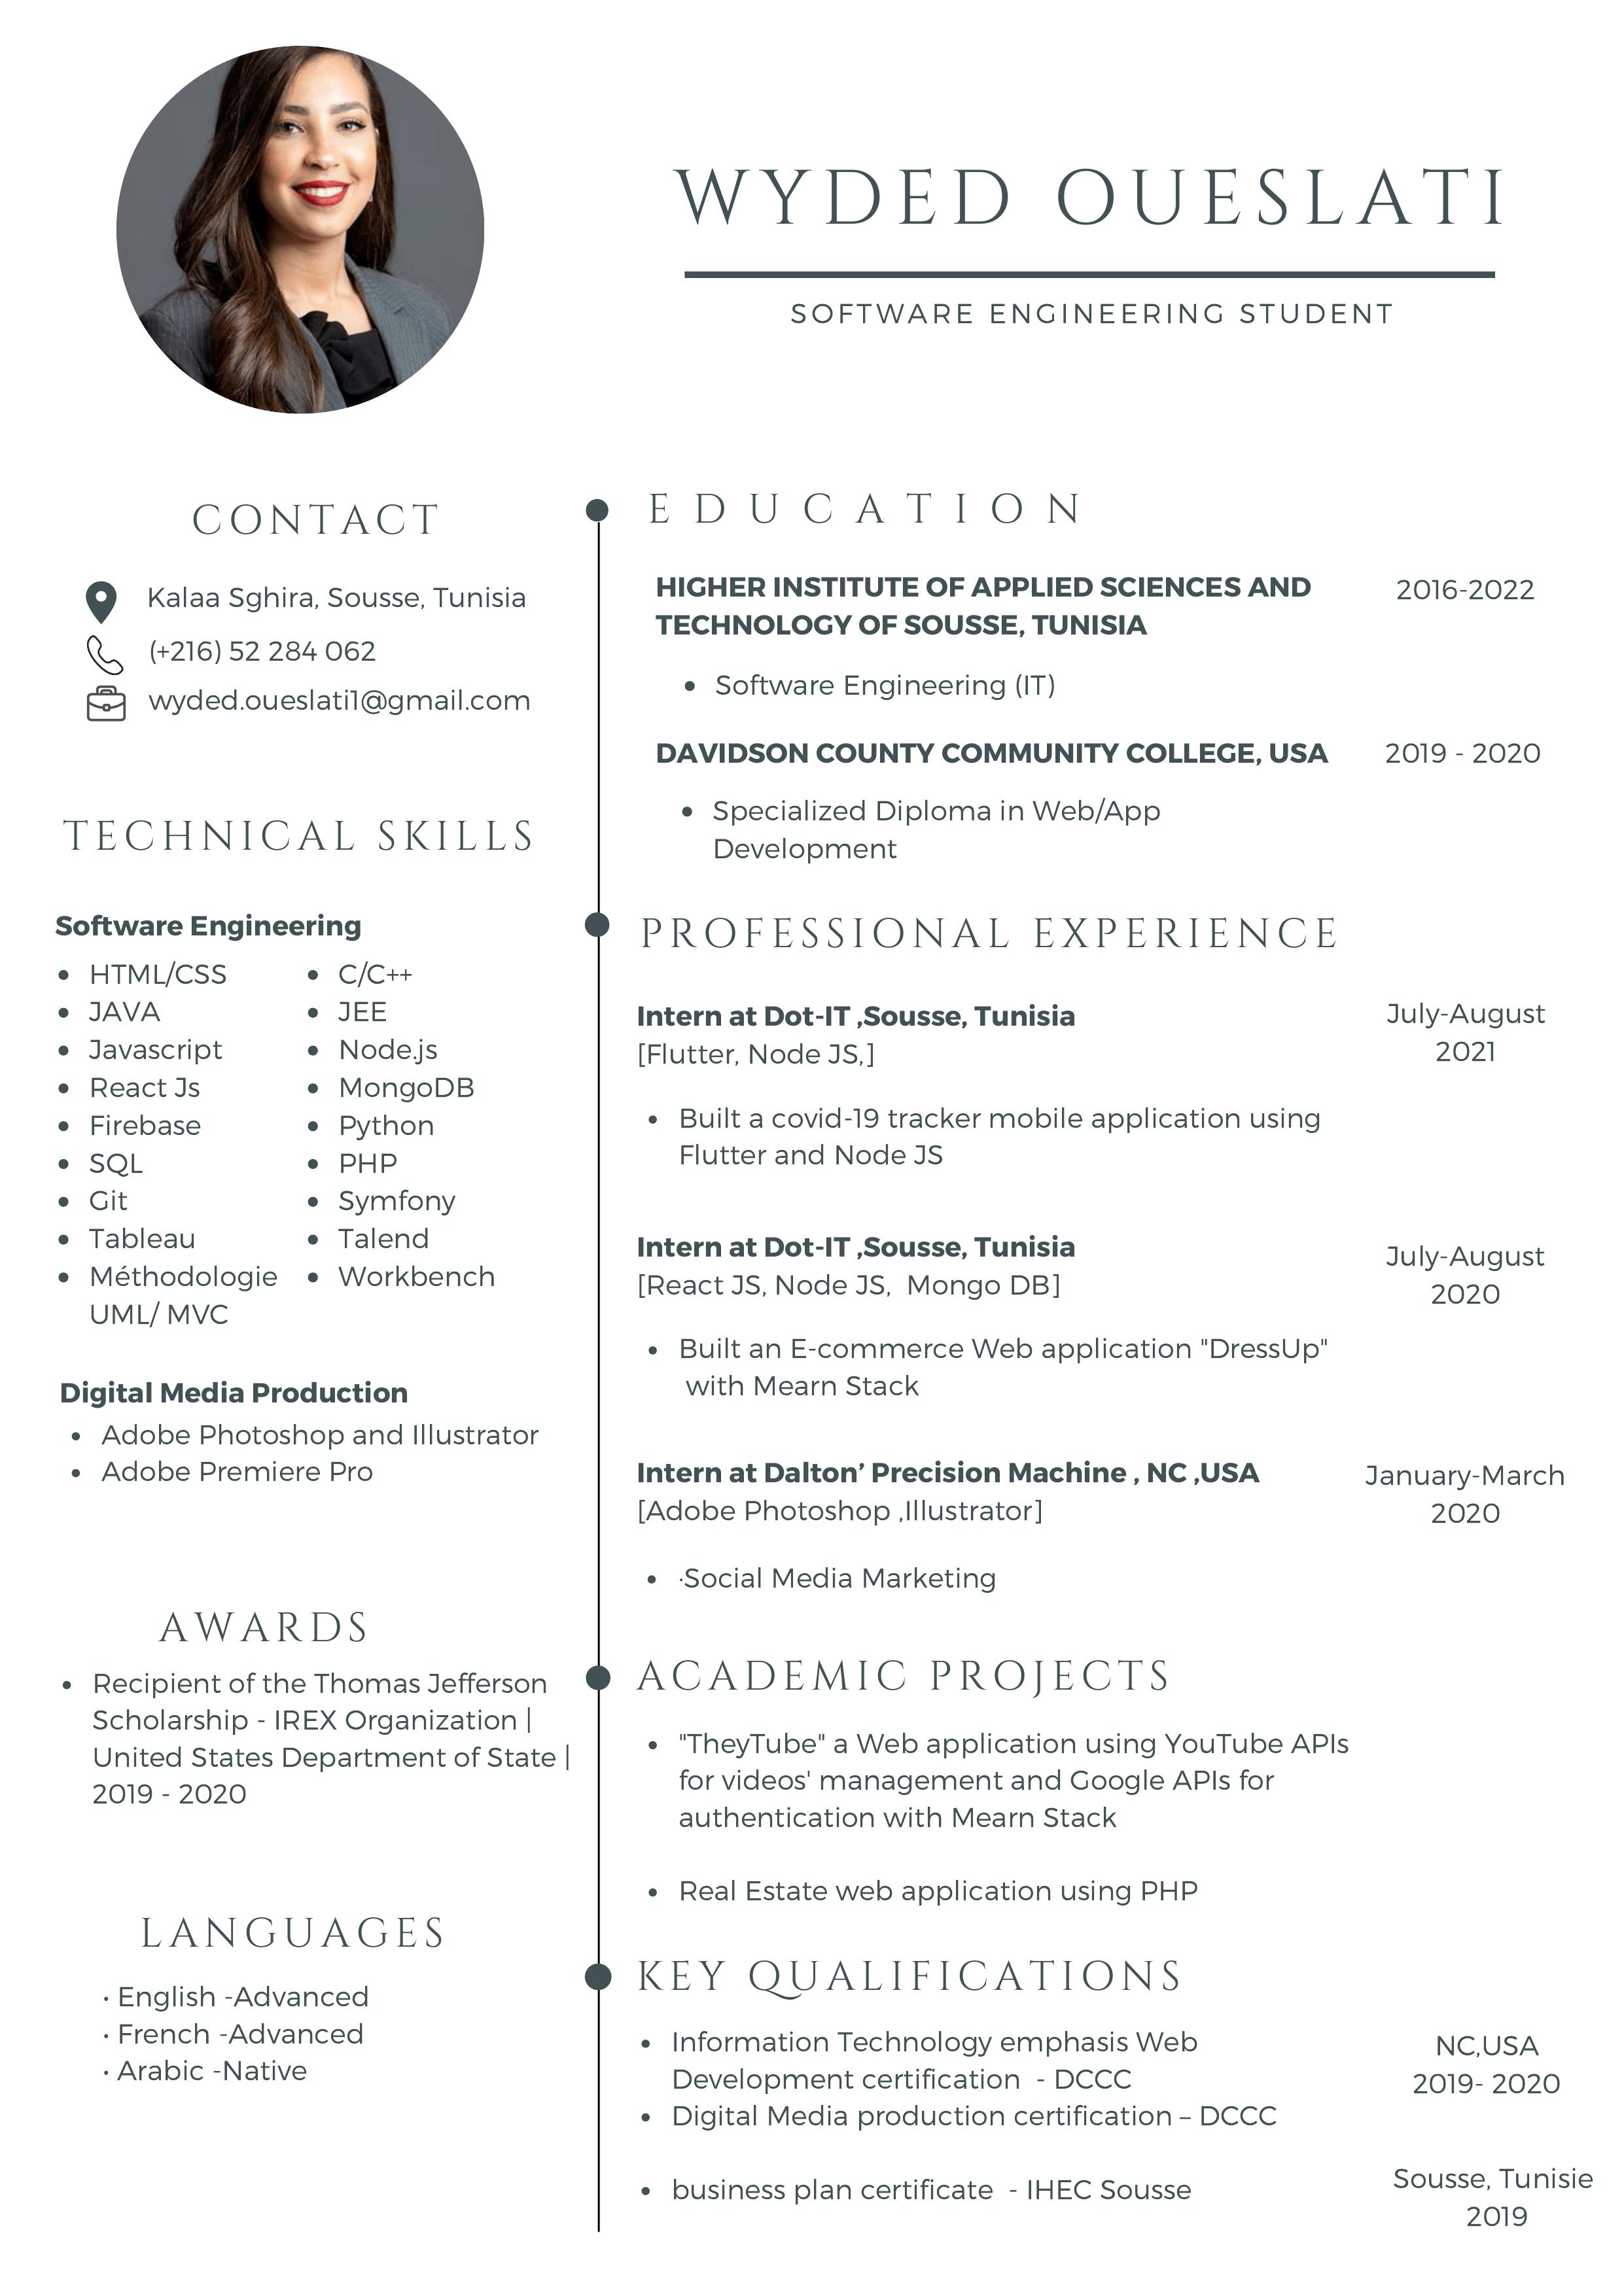 WYDED OUESLATI
SOFTWARE ENGINEERING STUDENT
CONTACT
Kalaa Sghira, Sousse, Tunisia
(+216) 52 284 062
wyded.oueslati1@gmail.com
TECHNICAL SKILLS
Software Engineering
• HTML/CSS
• JAVA
• Javascript
• React Js
• Firebase
• SQL
• Git
• Tableau
• Méthodologie
UML/ MVC
• C/C++
• JEE
• Node.js
• MongoDB
• Python
• PHP
• Symfony
• Talend
• Workbench
Digital Media Production
• Adobe Photoshop and Illustrator
• Adobe Premiere Pro
AWARDS
• Recipient of the Thomas Jefferson
Scholarship - IREX Organization |
United States Department of State |
2019 - 2020
LANGUAGES
· English -Advanced
· French -Advanced
· Arabic -Native
EDUCATION
HIGHER INSTITUTE OF APPLIED SCIENCES AND
TECHNOLOGY OF SOUSSE, TUNISIA
2016-2022
• Software Engineering (IT)
DAVIDSON COUNTY COMMUNITY COLLEGE, USA
2019 - 2020
• Specialized Diploma in Web/App
Development
PROFESSIONAL EXPERIENCE
Intern at Dot-IT ,Sousse, Tunisia
[Flutter, Node JS,]
July-August
2021
• Built a covid-19 tracker mobile application using
Flutter and Node JS
Intern at Dot-IT ,Sousse, Tunisia
[React JS, Node JS,  Mongo DB]
July-August
2020
• Built an E-commerce Web application "DressUp"
with Mearn Stack
Intern at Dalton’ Precision Machine , NC ,USA
[Adobe Photoshop ,Illustrator]
January-March
2020
• ·Social Media Marketing
ACADEMIC PROJECTS
• "TheyTube" a Web application using YouTube APIs
for videos' management and Google APIs for
authentication with Mearn Stack
• Real Estate web application using PHP
KEY QUALIFICATIONS
• Information Technology emphasis Web
Development certification  - DCCC
• Digital Media production certification – DCCC
NC,USA
2019- 2020
• business plan certificate  - IHEC Sousse
Sousse, Tunisie
2019